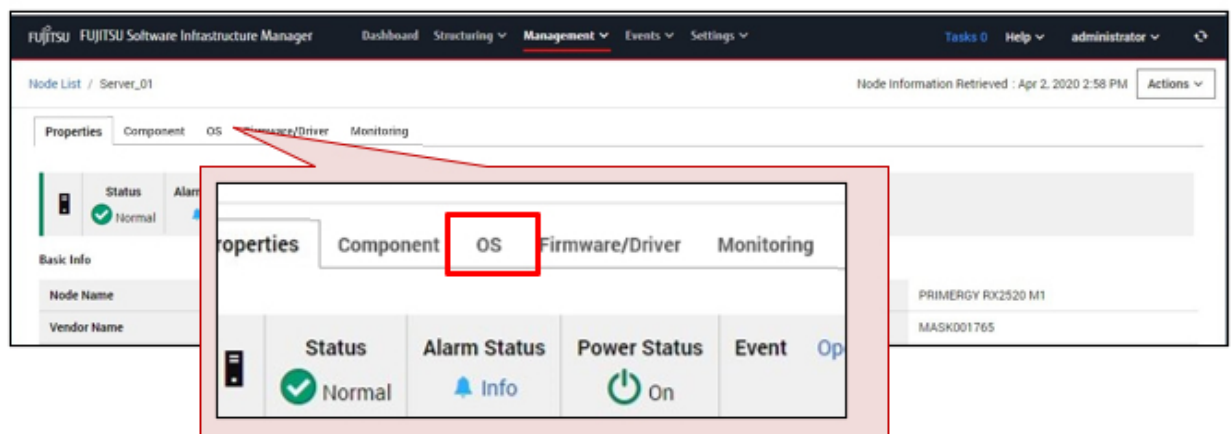 FUJITSU FUJITSU Software Infrastructure Manager Dashboard Structuring Management Events Settings Tasks 0 Help administrator
Node List / Server_01 Node Information Retrieved : Apr 2, 2020 2:58 PM Actions
Properties Component OS Firmware/Driver Monitoring
Status
Normal
Basic Info
Node Name PRIMERGY RX2520 M1
Vendor Name MASK001765
roperties Component OS Firmware/Driver Monitoring
Status Alarm Status Power Status Event Op
Normal Info On